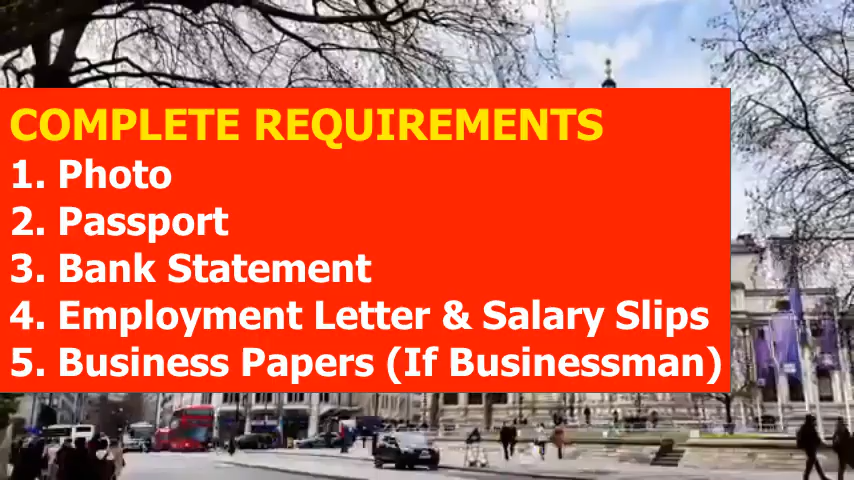 COMPLETE REQUIREMENTS
1. Photo
2. Passport
3. Bank Statement
4. Employment Letter & Salary Slips
5. Business Papers (If Businessman)